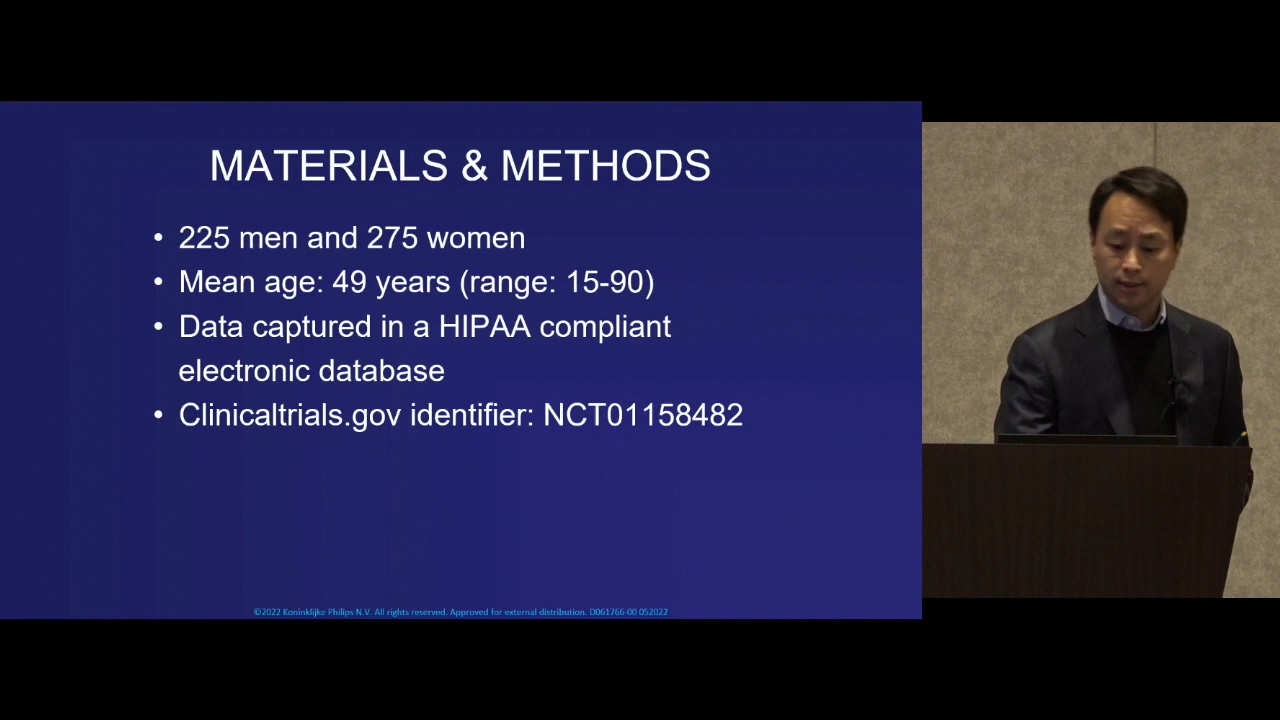 MATERIALS & METHODS
• 225 men and 275 women
• Mean age: 49 years (range: 15-90)
• Data captured in a HIPAA compliant
electronic database
• Clinicaltrials.gov identifier: NCT01158482
©2022 Koninklijke Philips N.V. All rights reserved. Approved for external distribution. D061766-00 052022